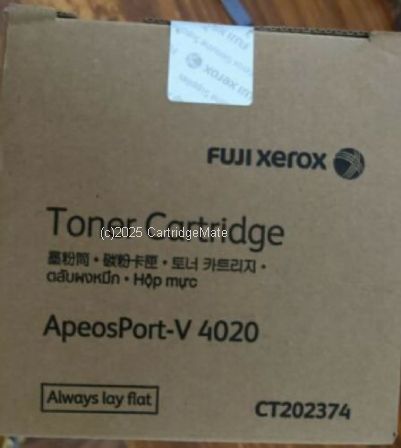 FUJI xerox
Toner Cartridge
(c)2025 CartridgeMate
墨粉筒・碳粉卡匣・토너 카트리지・
ตลับผงหมึก・Hộp mực
ApeosPort-V 4020
Always lay flat
CT202374